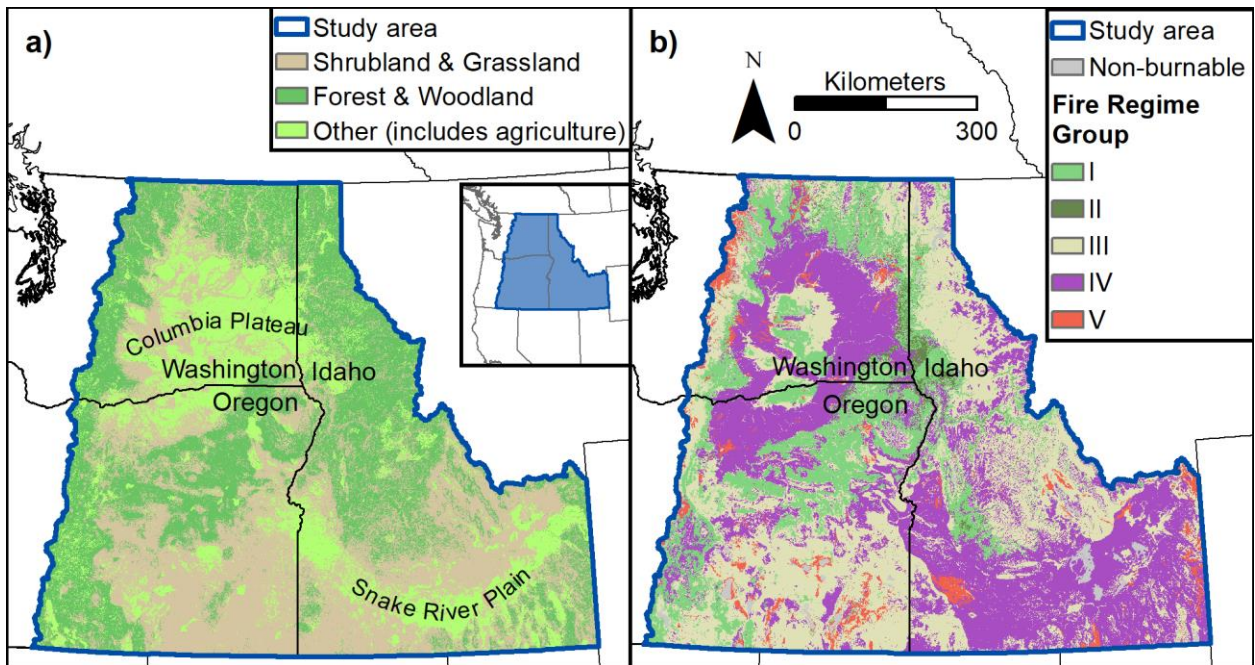 a)
Study area
Shrubland & Grassland
Forest & Woodland
Other (includes agriculture)
Columbia Plateau
Washington
Idaho
Oregon
Snake River Plain
b)
N
Kilometers
0
300
Study area
Non-burnable
Fire Regime
Group
I
II
III
IV
V
Washington
Idaho
Oregon